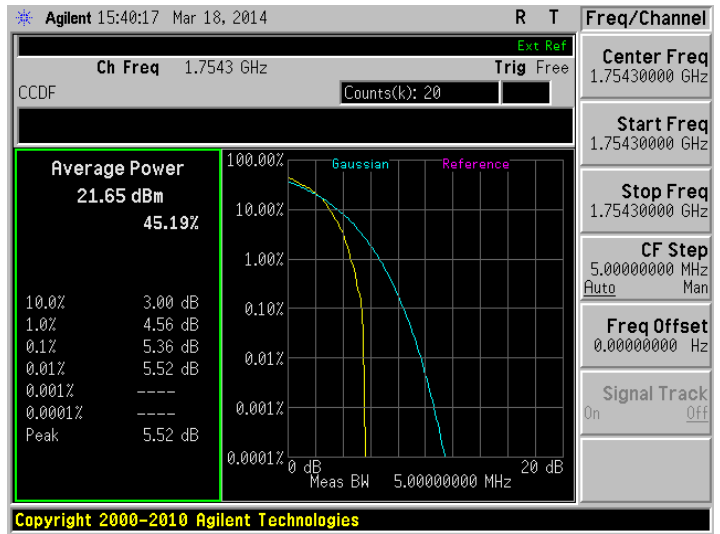 Agilent 15:40:17 Mar 18, 2014 R T
Ext Ref
Ch Freq 1.7543 GHz Trig Free
CCDF Counts(k): 20
Average Power
21.65 dBm
45.19%
10.0% 3.00 dB
1.0% 4.56 dB
0.1% 5.36 dB
0.01% 5.52 dB
0.001% ----
0.0001% ----
Peak 5.52 dB
Gaussian Reference
100.00%
10.00%
1.00%
0.10%
0.01%
0.001%
0.0001%
0 dB 20 dB
Meas BW 5.00000000 MHz
Freq/Channel
Center Freq
1.75430000 GHz
Start Freq
1.75430000 GHz
Stop Freq
1.75430000 GHz
CF Step
5.00000000 MHz
Auto Man
Freq Offset
0.00000000 Hz
Signal Track
On Off
Copyright 2000-2010 Agilent Technologies